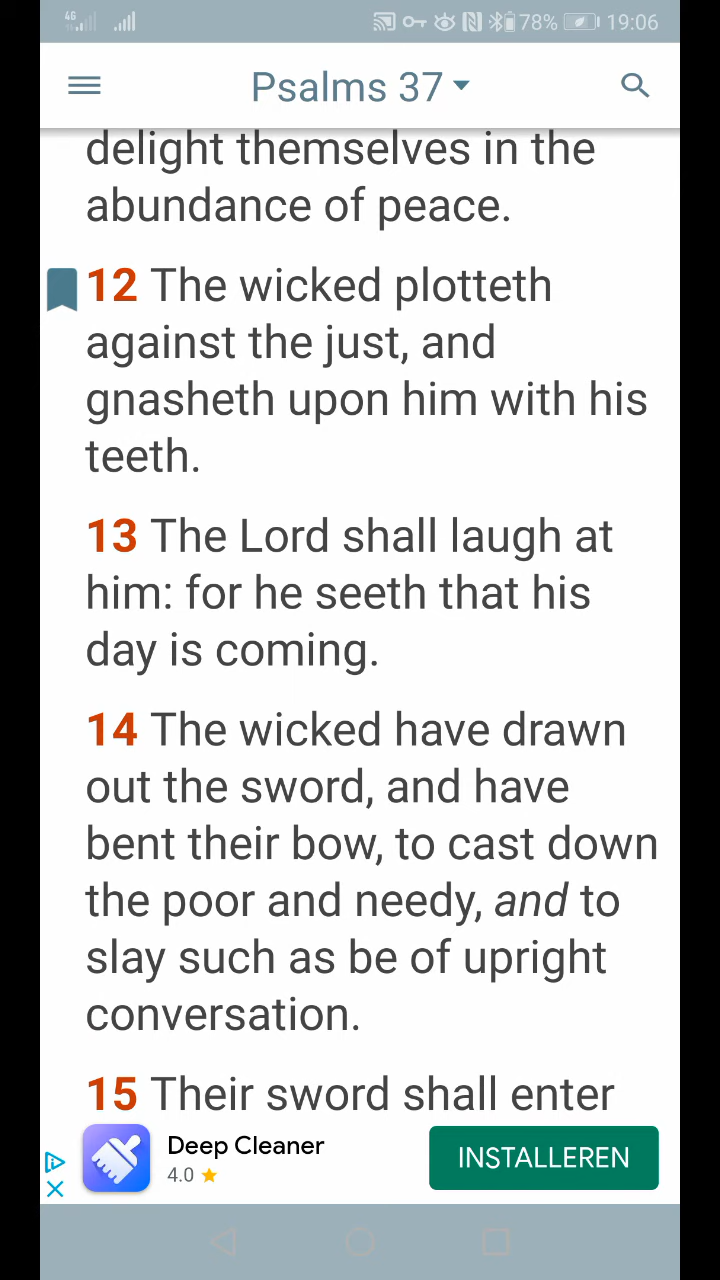 4G 78% 19:06
Psalms 37
delight themselves in the
abundance of peace.
12 The wicked plotteth
against the just, and
gnasheth upon him with his
teeth.
13 The Lord shall laugh at
him: for he seeth that his
day is coming.
14 The wicked have drawn
out the sword, and have
bent their bow, to cast down
the poor and needy, and to
slay such as be of upright
conversation.
15 Their sword shall enter
Deep Cleaner
4.0
INSTALLEREN